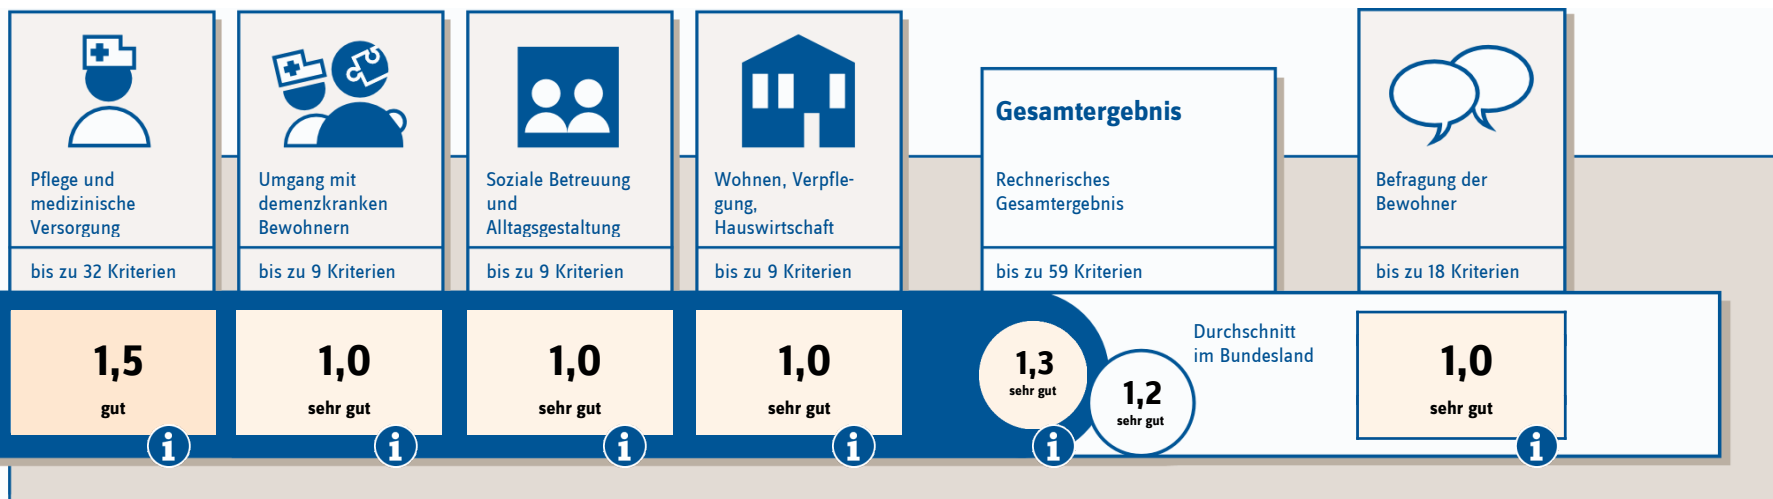 Pflege und
medizinische
Versorgung
bis zu 32 Kriterien
1,5
gut
Umgang mit
demenzkranken
Bewohnern
bis zu 9 Kriterien
1,0
sehr gut
Soziale Betreuung
und
Alltagsgestaltung
bis zu 9 Kriterien
1,0
sehr gut
Wohnen, Verpfle-
gung,
Hauswirtschaft
bis zu 9 Kriterien
1,0
sehr gut
Gesamtergebnis
Rechnerisches
Gesamtergebnis
bis zu 59 Kriterien
1,3
sehr gut
1,2
sehr gut
Durchschnitt
im Bundesland
Befragung der
Bewohner
bis zu 18 Kriterien
1,0
sehr gut